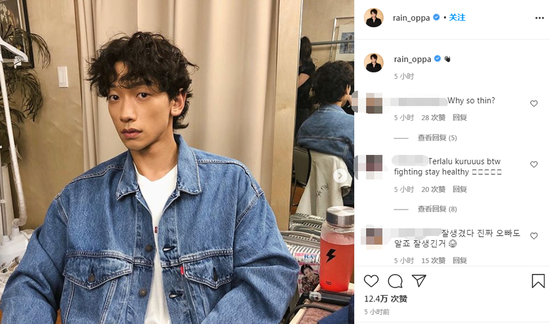 rain_oppa • 关注
rain_oppa
5 小时
Why so thin?
5 小时 28 次赞 回复
查看回复 (5)
Terlalu kuruuus btw
fighting stay healthy
5 小时 20 次赞 回复
查看回复 (8)
잘생겼다 진짜 오빠도
알죠 잘생긴거 😜
5 小时 15 次赞 回复
12.4万 次赞
5 小时前